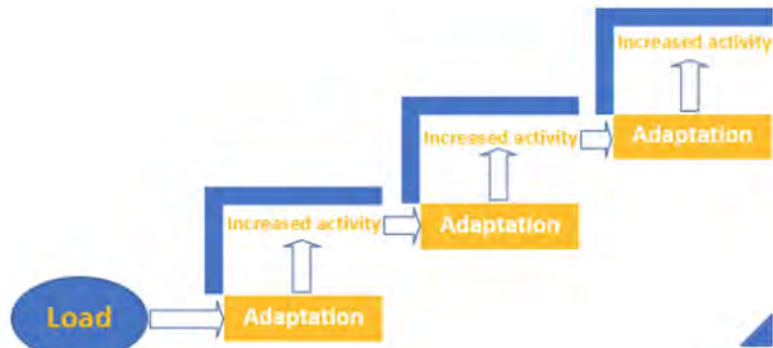 Increased activity
Increased activity
Adaptation
Increased activity
Adaptation
Load
Adaptation